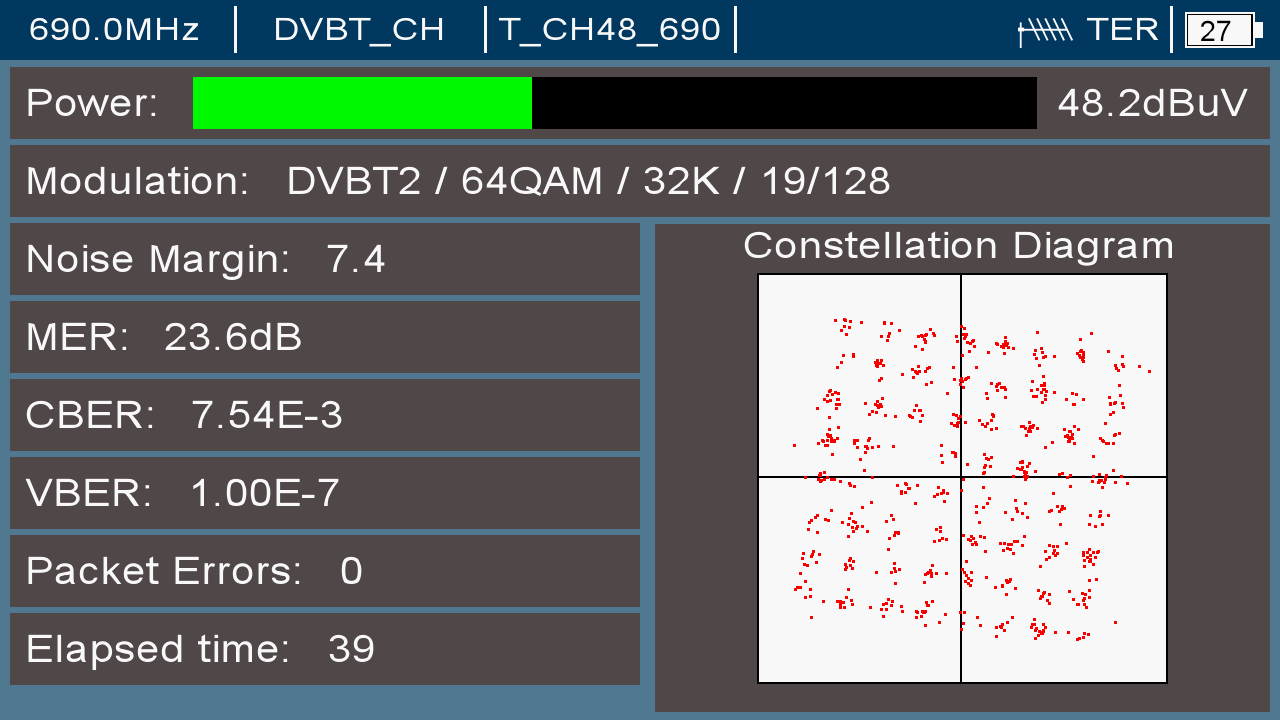 690.0MHz DVBT_CH T_CH48_690 TER 27
Power: 48.2dBuV
Modulation: DVBT2 / 64QAM / 32K / 19/128
Noise Margin: 7.4
Constellation Diagram
MER: 23.6dB
CBER: 7.54E-3
VBER: 1.00E-7
Packet Errors: 0
Elapsed time: 39